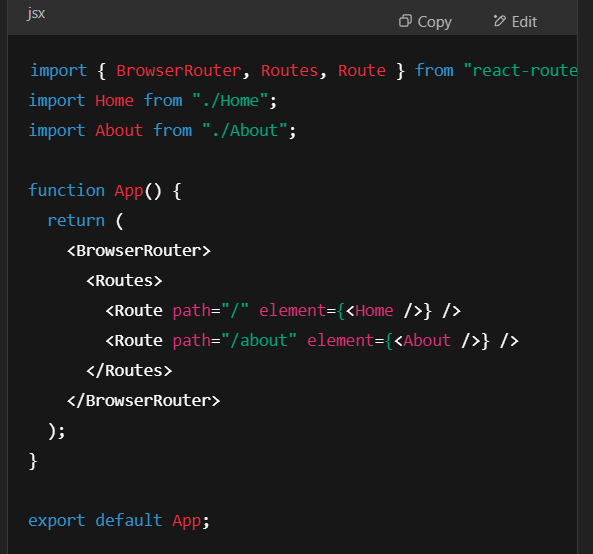 jsx
Copy
Edit
import { BrowserRouter, Routes, Route } from "react-route
import Home from "./Home";
import About from "./About";
function App() {
  return (
    <BrowserRouter>
      <Routes>
        <Route path="/" element={<Home />} />
        <Route path="/about" element={<About />} />
      </Routes>
    </BrowserRouter>
  );
}
export default App;